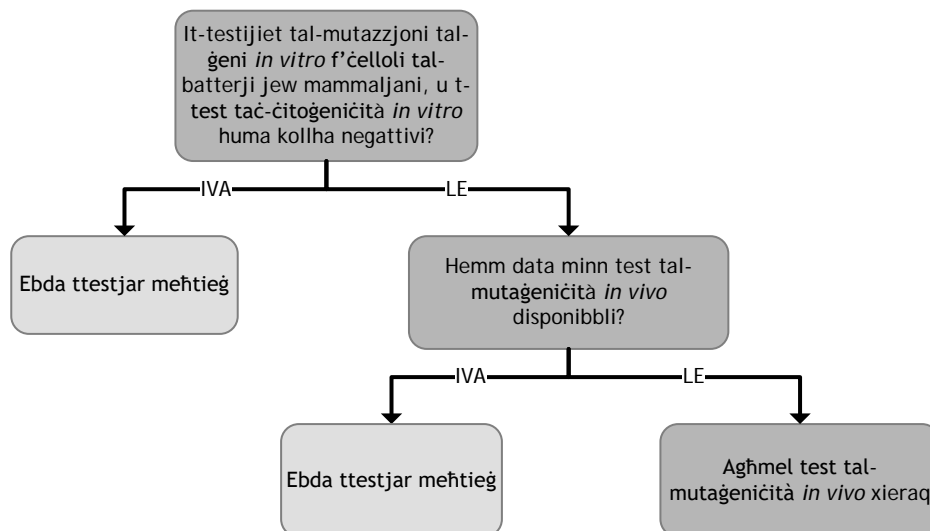 It-testijiet tal-mutazzjoni tal-
ġeni in vitro f’ċelloli tal-
batterji jew mammaljani, u t-
test taċ-ċitoġeniċità in vitro
huma kollha negattivi?
IVA
LE
Ebda ttestjar meħtieġ
Hemm data minn test tal-
mutaġeniċità in vivo
disponibbli?
IVA
LE
Ebda ttestjar meħtieġ
Agħmel test tal-
mutaġeniċità in vivo xieraq